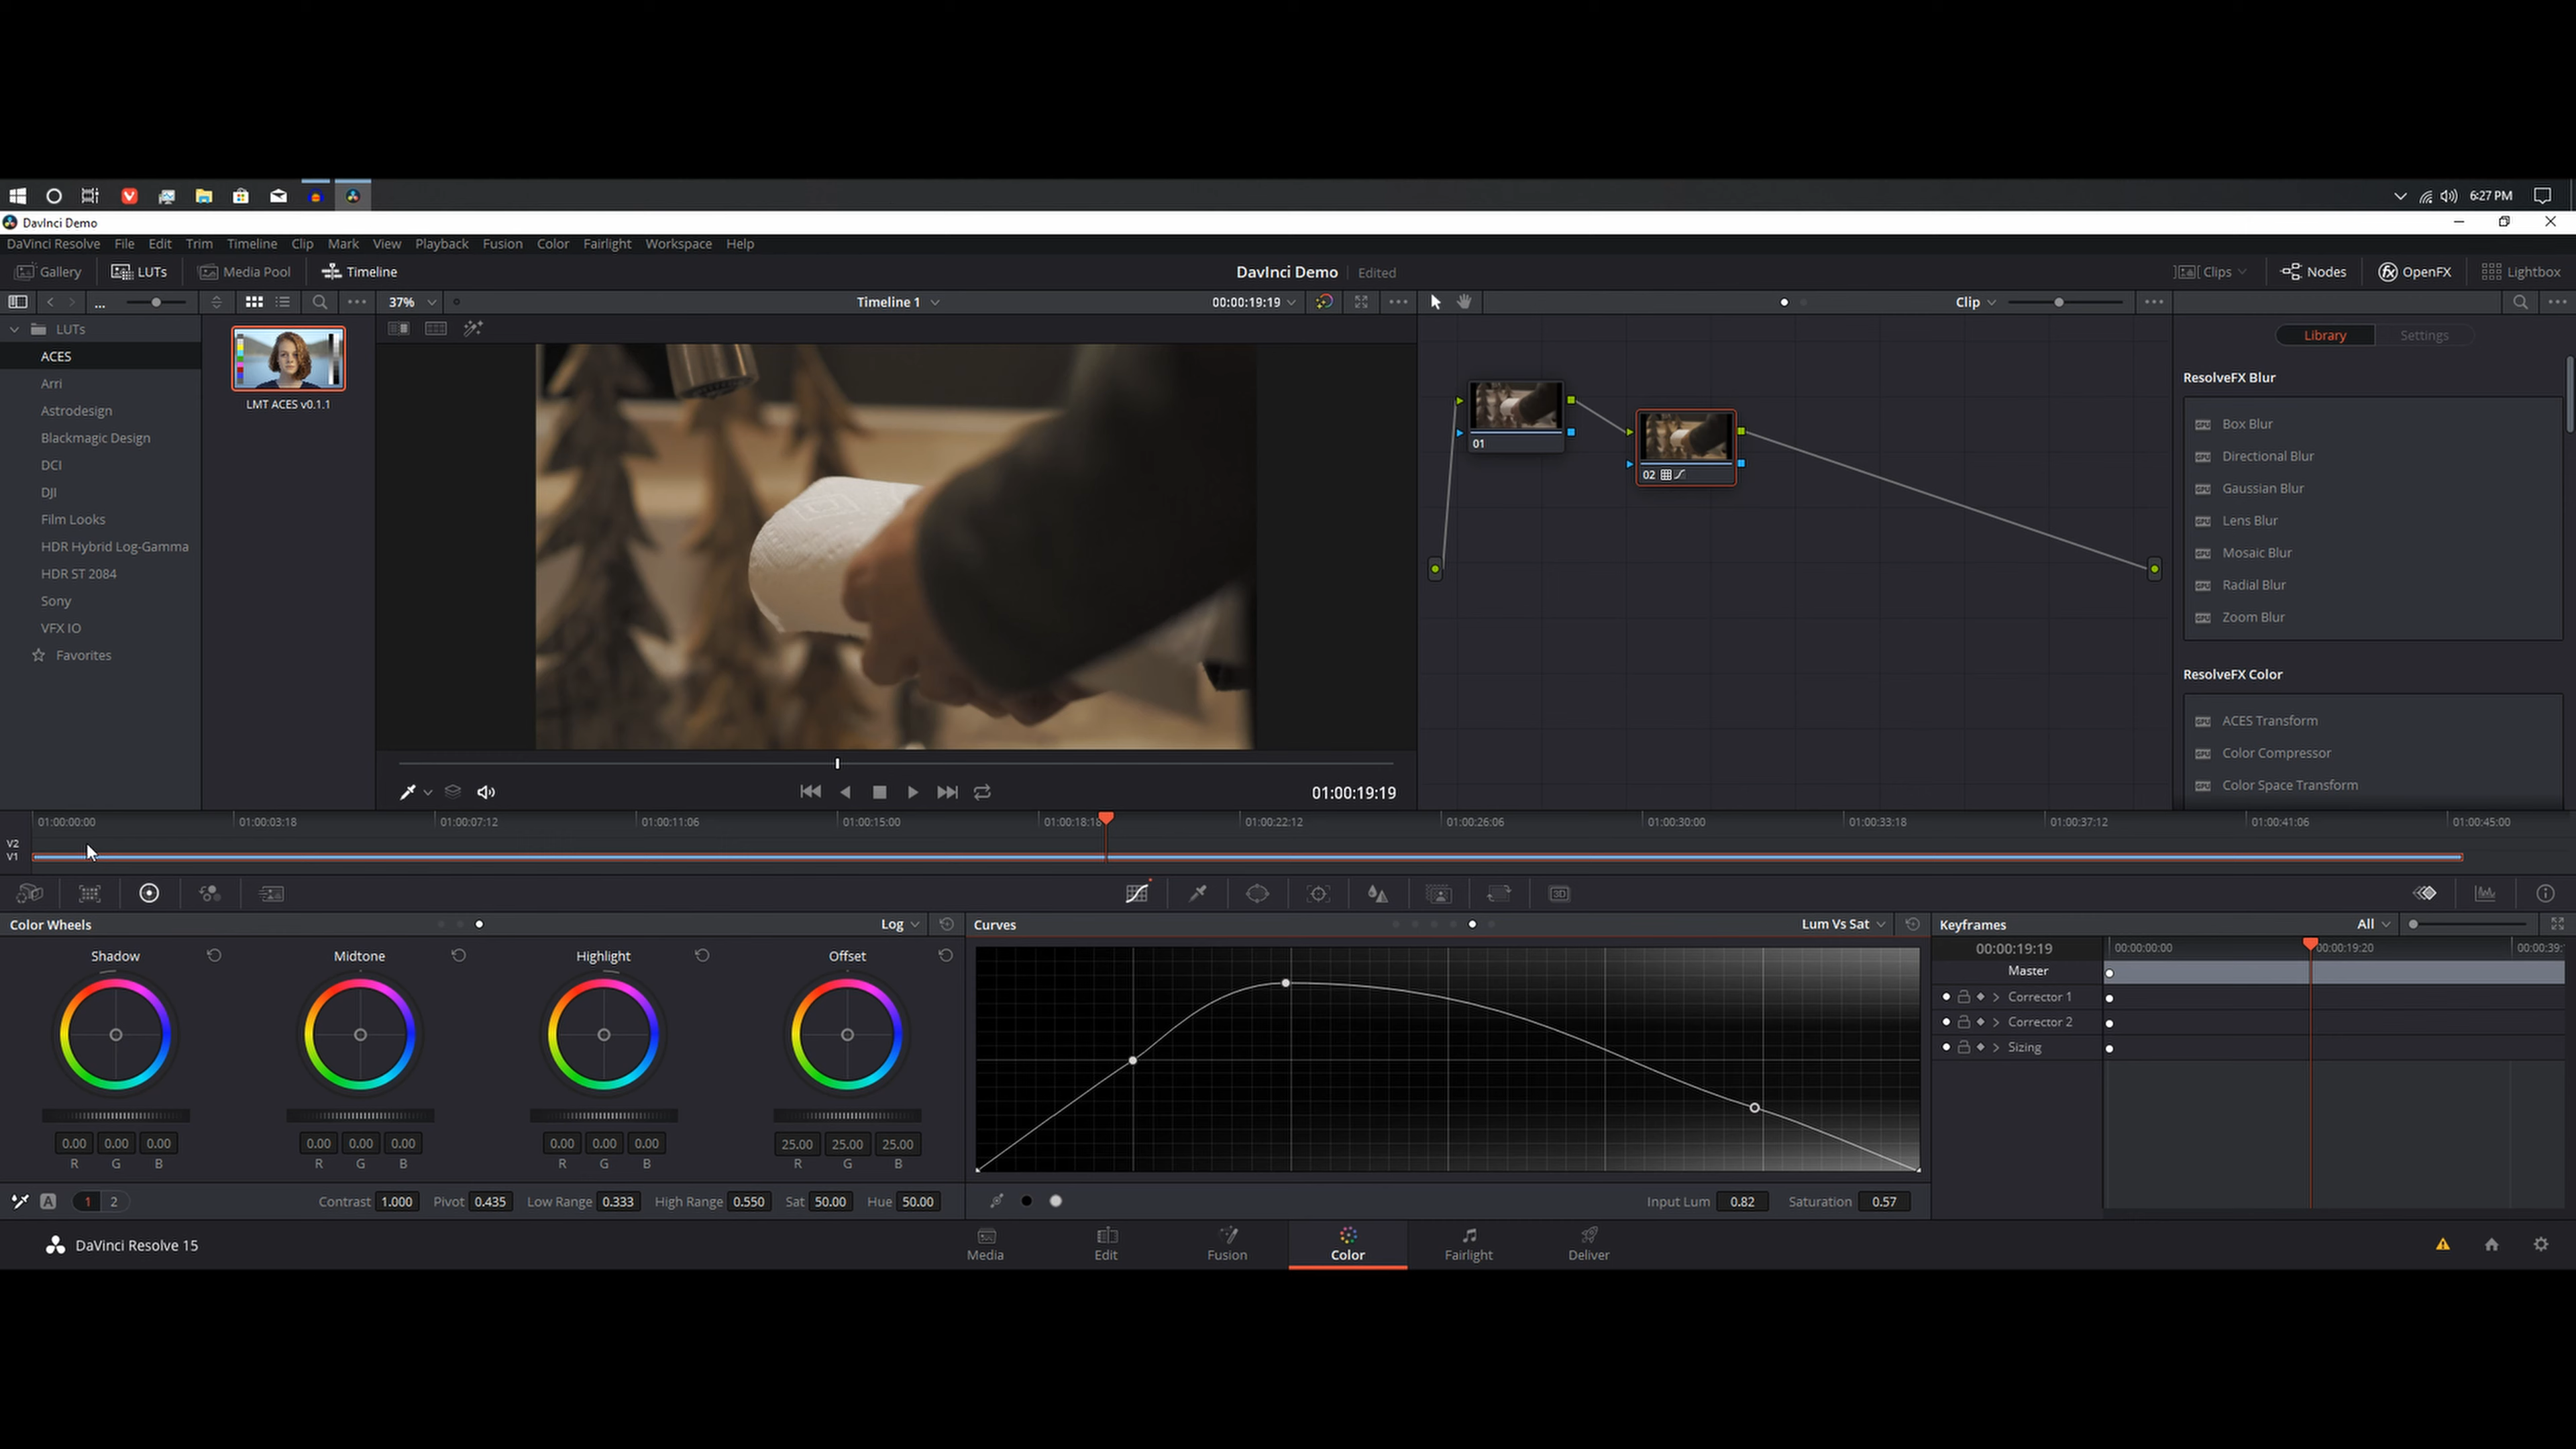 6:27 PM
DavInci Demo
DaVinci Resolve File Edit Trim Timeline Clip Mark View Playback Fusion Color Fairlight Workspace Help
Gallery LUTs Media Pool Timeline DavInci Demo Edited Clips Nodes OpenFX Lightbox
... 37% Timeline 1 00:00:19:19 Clip
LUTs
ACES
Arri
Astrodesign
Blackmagic Design
DCI
DJI
Film Looks
HDR Hybrid Log-Gamma
HDR ST 2084
Sony
VFX IO
Favorites
LMT ACES v0.1.1
01
02
Library Settings
ResolveFX Blur
Box Blur
Directional Blur
Gaussian Blur
Lens Blur
Mosaic Blur
Radial Blur
Zoom Blur
ResolveFX Color
ACES Transform
Color Compressor
Color Space Transform
01:00:19:19
01:00:00:00 01:00:03:18 01:00:07:12 01:00:11:06 01:00:15:00 01:00:18:18 01:00:22:12 01:00:26:06 01:00:30:00 01:00:33:18 01:00:37:12 01:00:41:06 01:00:45:00
V2
V1
3D
Color Wheels Log
Shadow Midtone Highlight Offset
0.00 0.00 0.00 0.00 0.00 0.00 0.00 0.00 0.00 25.00 25.00 25.00
R G B R G B R G B R G B
A 1 2 Contrast 1.000 Pivot 0.435 Low Range 0.333 High Range 0.550 Sat 50.00 Hue 50.00
Curves Lum Vs Sat
Input Lum 0.82 Saturation 0.57
Keyframes All
00:00:19:19 00:00:00:00 00:00:19:20 00:00:39:
Master
Corrector 1
Corrector 2
Sizing
DaVinci Resolve 15
Media Edit Fusion Color Fairlight Deliver